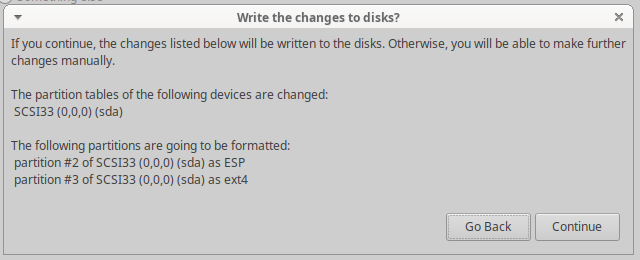 Something else
Write the changes to disks?
If you continue, the changes listed below will be written to the disks. Otherwise, you will be able to make further
changes manually.
The partition tables of the following devices are changed:
SCSI33 (0,0,0) (sda)
The following partitions are going to be formatted:
partition #2 of SCSI33 (0,0,0) (sda) as ESP
partition #3 of SCSI33 (0,0,0) (sda) as ext4
Go Back
Continue